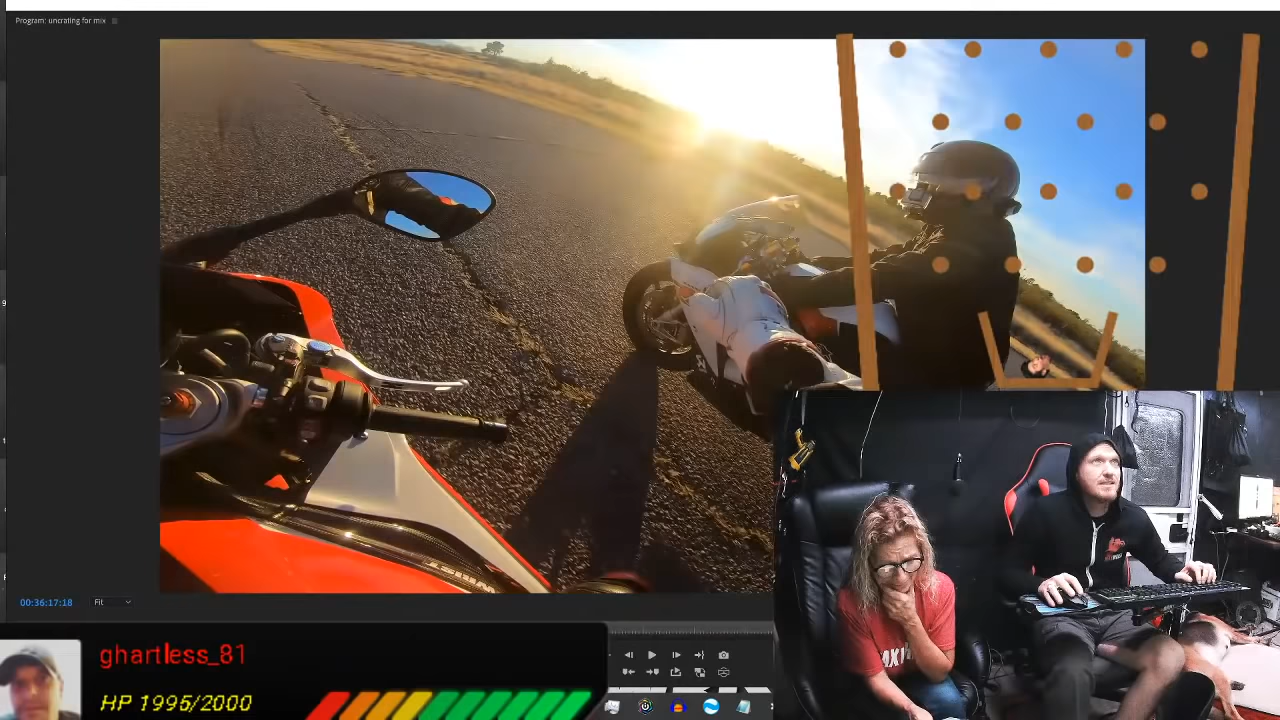 Program: uncrating for mix
00:36:17:18
Fit
ghartless_81
HP 1995/2000